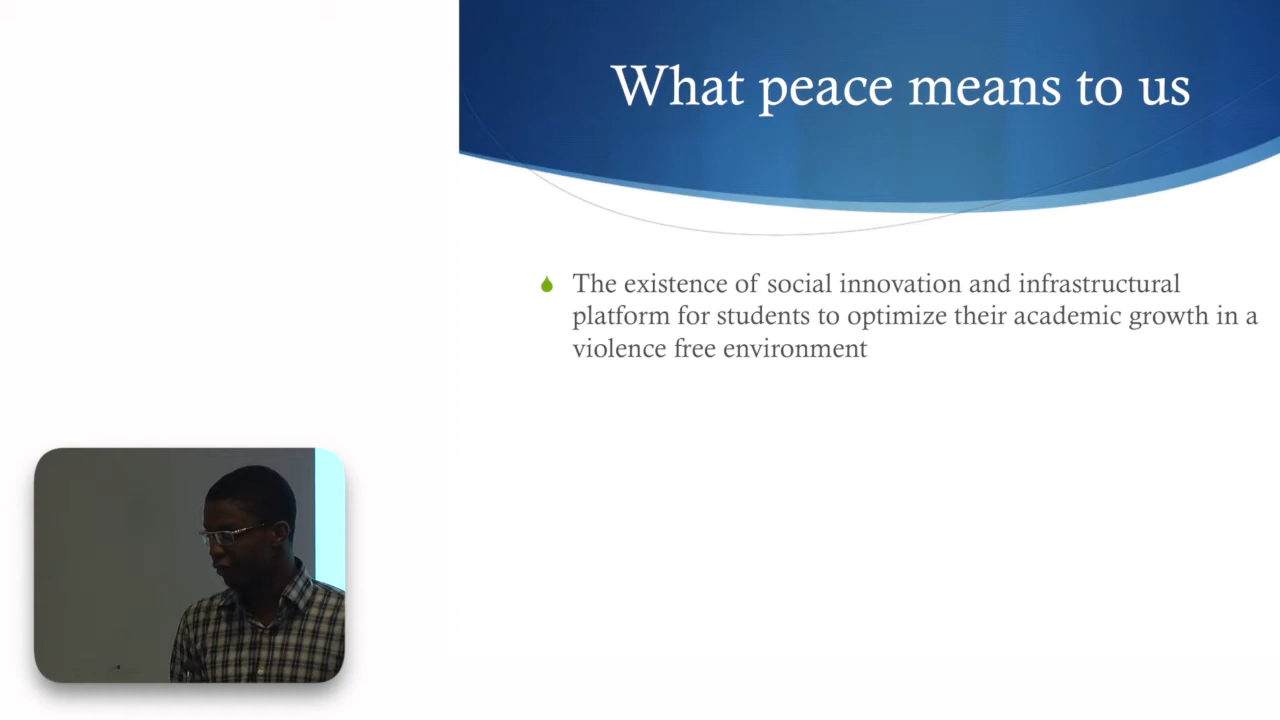 What peace means to us
The existence of social innovation and infrastructural
platform for students to optimize their academic growth in a
violence free environment